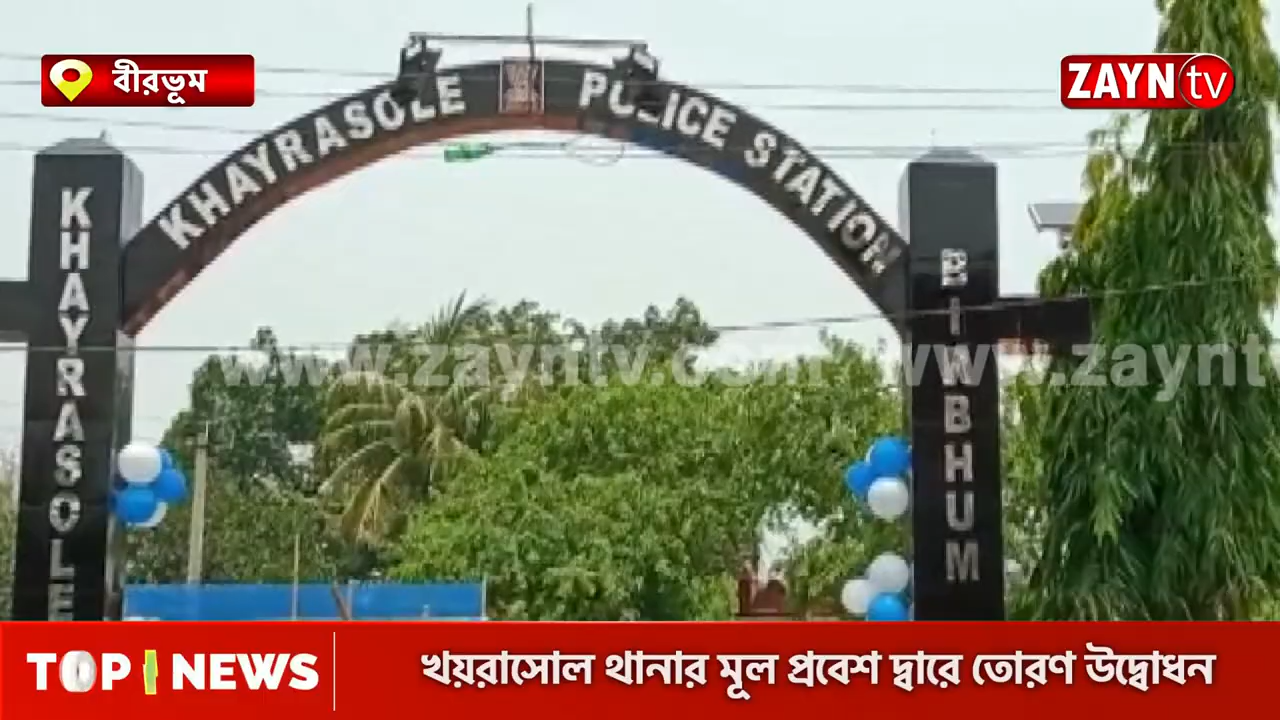 বীরভূম
ZAYN tv
KHAYRASOLE POLICE STATION
KHAYRASOLE
BIRBHUM
www.zayntv.com
www.zaynt
TOP NEWS
খয়রাসোল থানার মূল প্রবেশ দ্বারে তোরণ উদ্বোধন